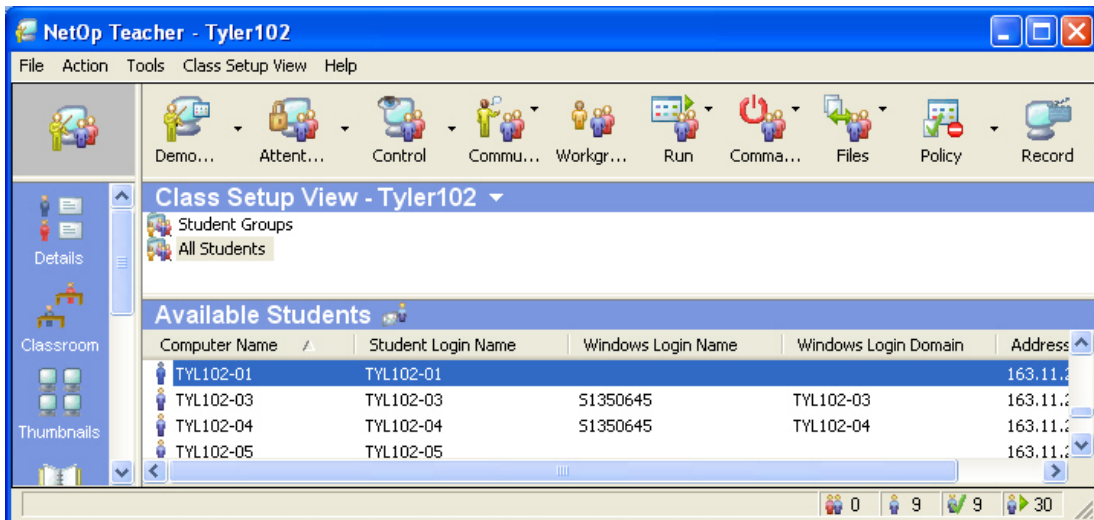 NetOp Teacher - Tyler102
File Action Tools Class Setup View Help
Demo... Attent... Control Commu... Workgr... Run Comma... Files Policy Record
Class Setup View - Tyler102
Student Groups
All Students
Details
Available Students
Classroom
Computer Name Student Login Name Windows Login Name Windows Login Domain Address
TYL102-01 TYL102-01 163.11.2
TYL102-03 TYL102-03 S1350645 TYL102-03 163.11.2
TYL102-04 TYL102-04 S1350645 TYL102-04 163.11.2
Thumbnails
TYL102-05 TYL102-05 163.11.2
0 9 9 30